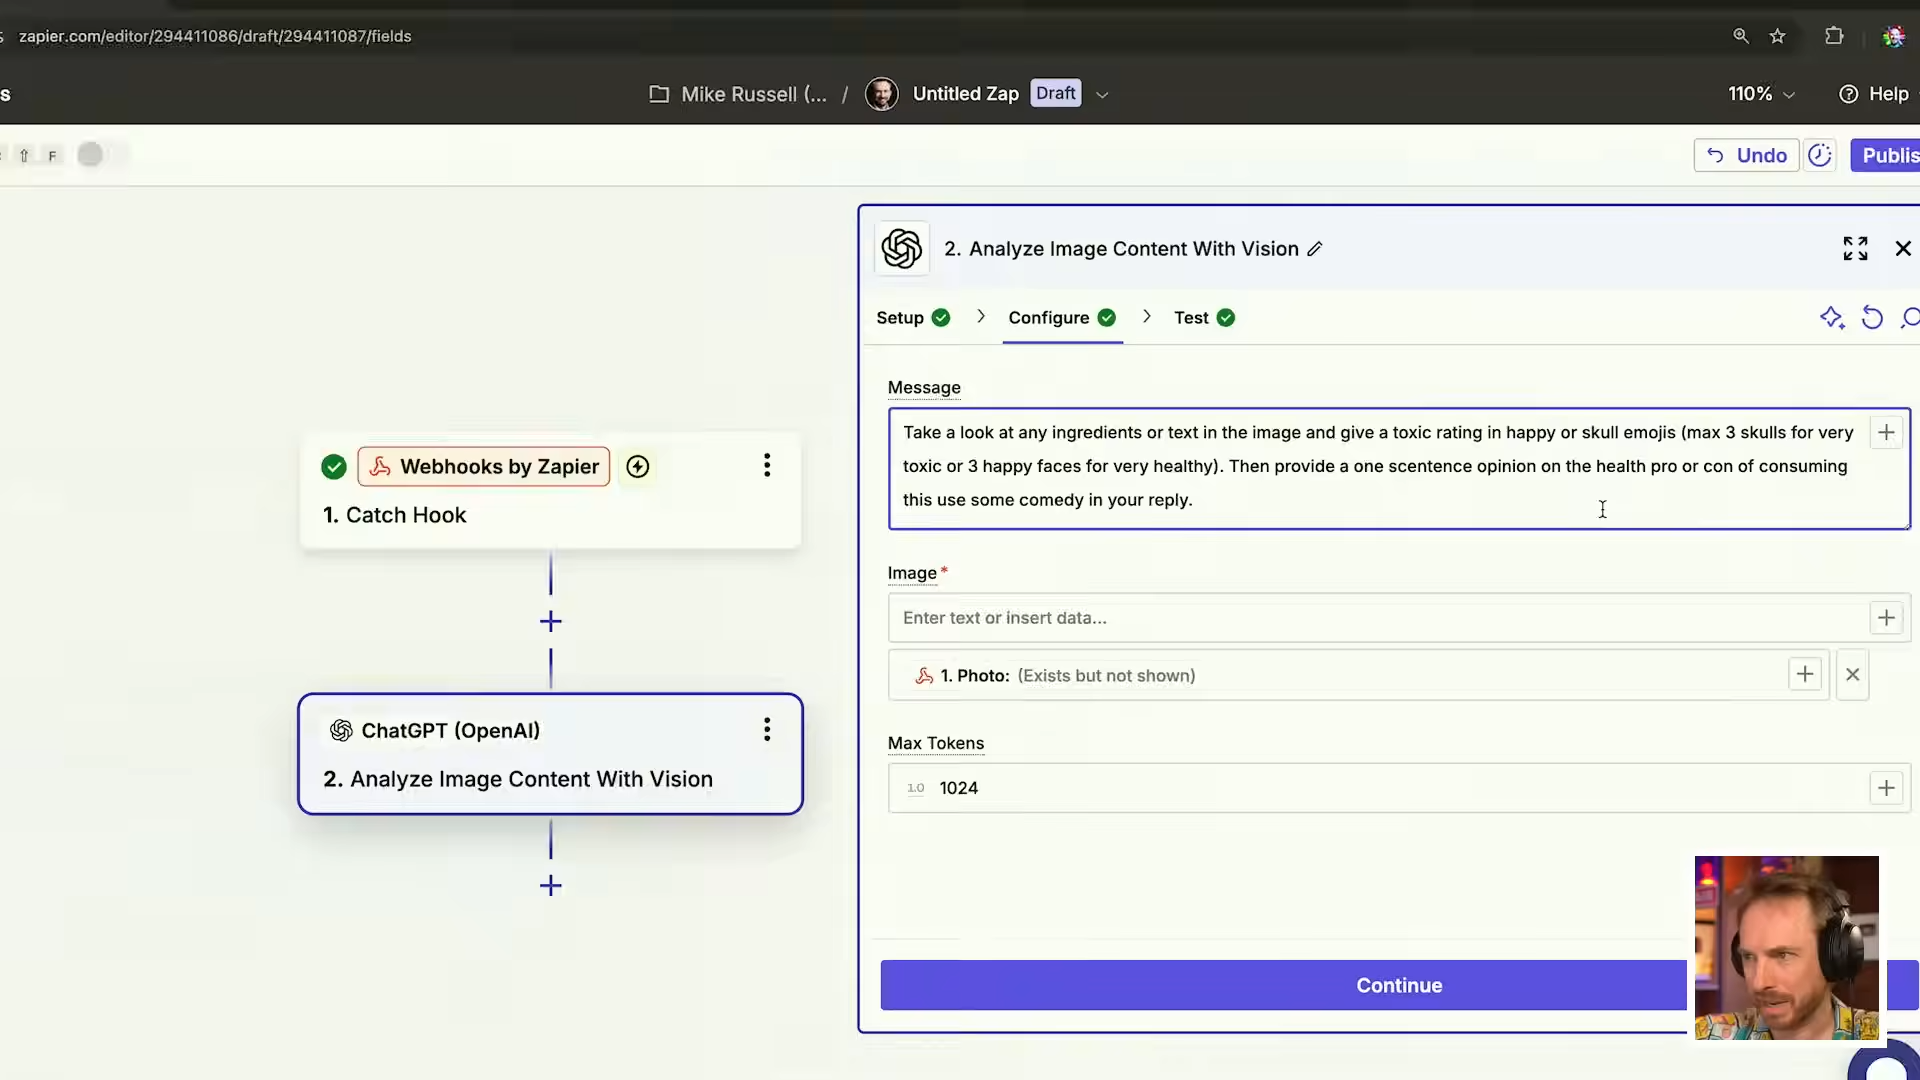 zapier.com/editor/294411086/draft/294411087/fields
s
Mike Russell (... / Untitled Zap Draft
110%
Help
⇧ F
Undo
Publis
2. Analyze Image Content With Vision
Setup > Configure > Test
Message
Take a look at any ingredients or text in the image and give a toxic rating in happy or skull emojis (max 3 skulls for very
toxic or 3 happy faces for very healthy). Then provide a one scentence opinion on the health pro or con of consuming
this use some comedy in your reply.
Image*
Enter text or insert data...
1. Photo: (Exists but not shown)
Max Tokens
1.0 1024
Continue
Webhooks by Zapier
1. Catch Hook
ChatGPT (OpenAI)
2. Analyze Image Content With Vision